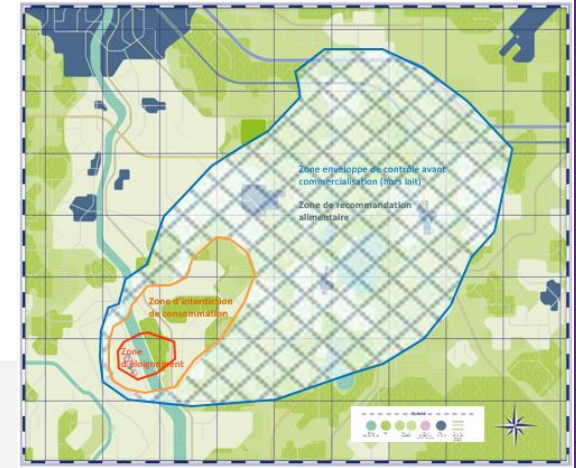 Zone enveloppe de contrôle avant
commercialisation (hors lait)
Zone de recommandation
alimentaire
Zone d'interdiction
de consommation
Zone
d'éloignement